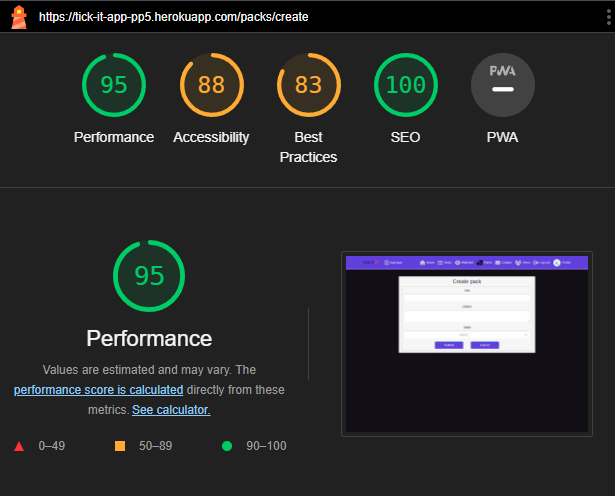 https://tick-it-app-pp5.herokuapp.com/packs/create
95
88
83
100
PWA
Performance
Accessibility
Best
Practices
SEO
PWA
95
Performance
Values are estimated and may vary. The
performance score is calculated directly from these
metrics. See calculator.
0–49
50–89
90–100
Create pack